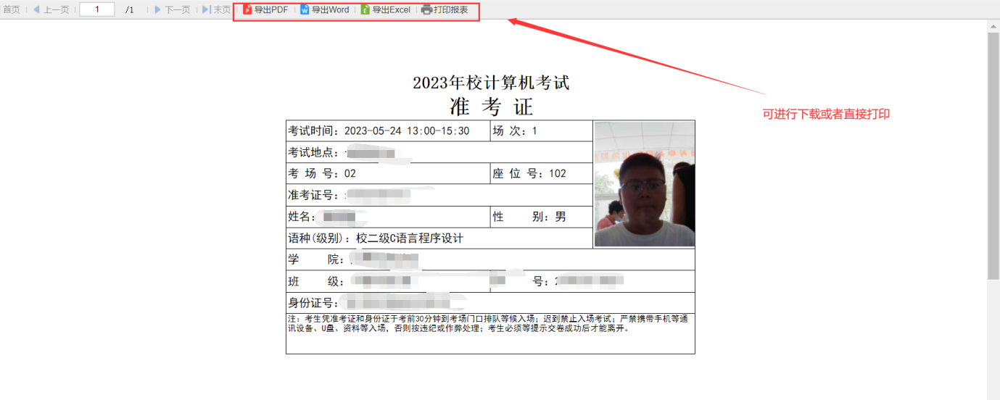 首页 上一页 1 /1 下一页 末页 导出PDF 导出Word 导出Excel 打印报表
可进行下载或者直接打印
2023年校计算机考试
准 考 证
考试时间：2023-05-24 13:00-15:30 场 次：1
考试地点：
考 场 号：02 座 位 号：102
准考证号：
姓名： 性 别：男
语种(级别)：校二级C语言程序设计
学 院：
班 级： 号：
身份证号：
注：考生凭准考证和身份证于考前30分钟到考场门口排队等候入场；迟到禁止入场考试；严禁携带手机等通
讯设备、U盘、资料等入场，否则按违纪或作弊处理；考生必须等提示交卷成功后才能离开。